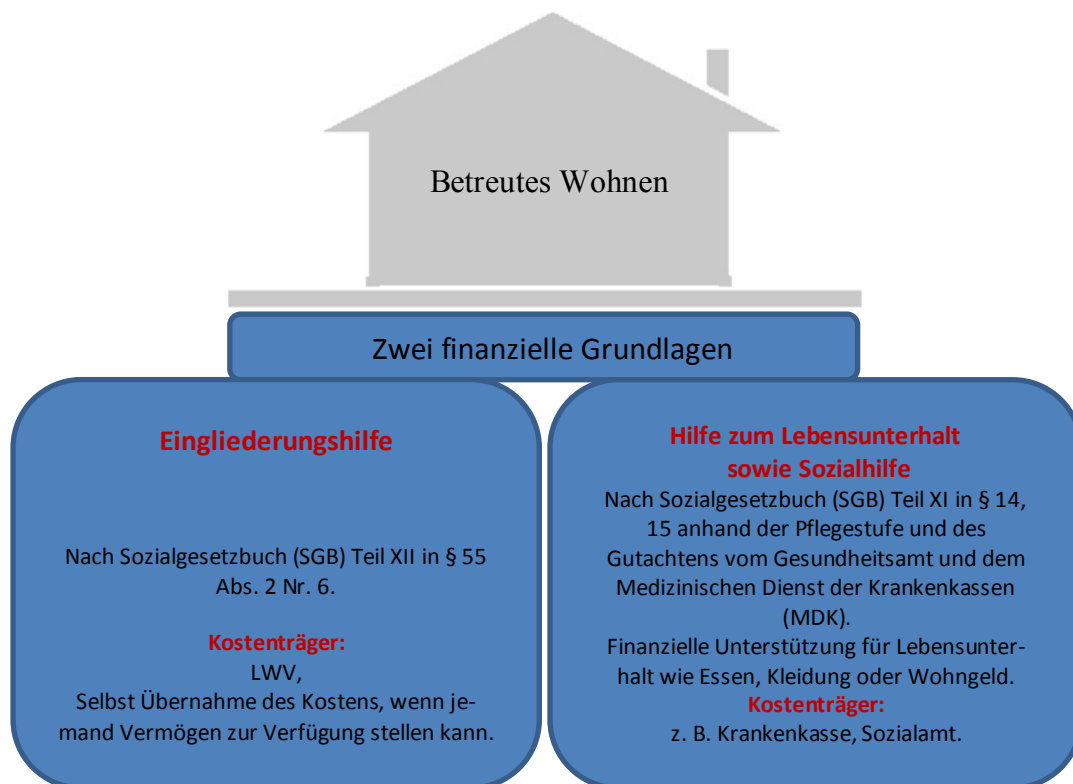 Betreutes Wohnen
Zwei finanzielle Grundlagen
Eingliederungshilfe
Nach Sozialgesetzbuch (SGB) Teil XII in § 55
Abs. 2 Nr. 6.
Kostenträger:
LWV,
Selbst Übernahme des Kostens, wenn je-
mand Vermögen zur Verfügung stellen kann.
Hilfe zum Lebensunterhalt
sowie Sozialhilfe
Nach Sozialgesetzbuch (SGB) Teil XI in § 14,
15 anhand der Pflegestufe und des
Gutachtens vom Gesundheitsamt und dem
Medizinischen Dienst der Krankenkassen
(MDK).
Finanzielle Unterstützung für Lebensunter-
halt wie Essen, Kleidung oder Wohngeld.
Kostenträger:
z. B. Krankenkasse, Sozialamt.